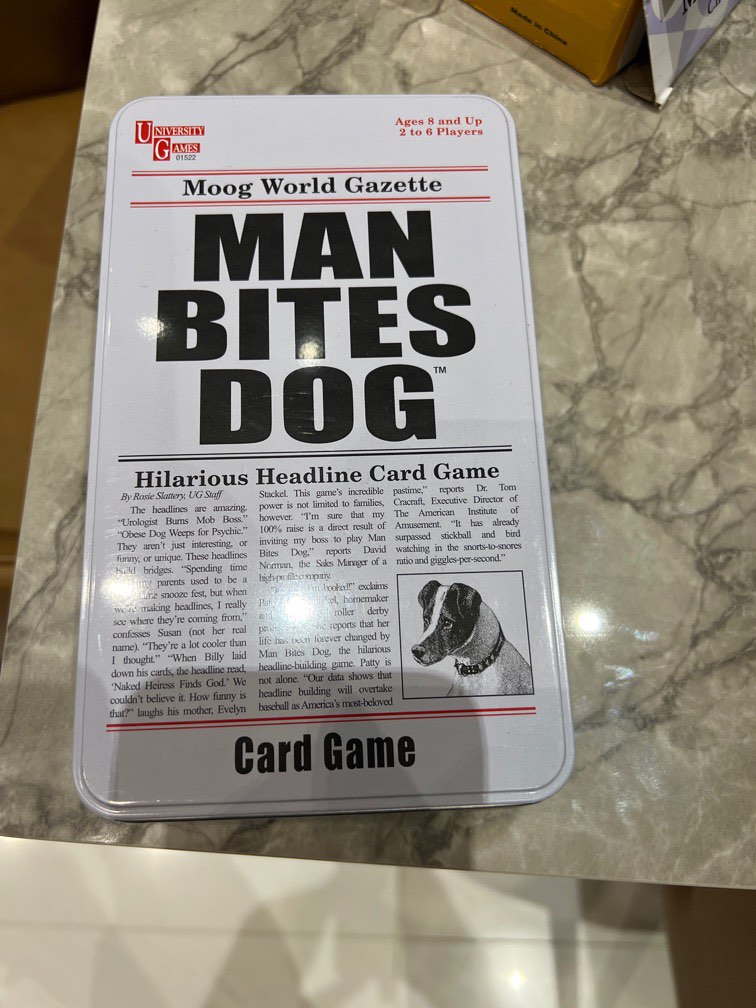 Made in China
UNIVERSITY
GAMES
01522
Ages 8 and Up
2 to 6 Players
Moog World Gazette
MAN
BITES
DOG™
Hilarious Headline Card Game
By Rosie Slattery, UG Staff
The headlines are amazing.
“Urologist Burns Mob Boss.”
“Obese Dog Weeps for Psychic.”
They aren’t just interesting, or
funny, or unique. These headlines
build bridges. “Spending time
my parents used to be a
snooze fest, but when
we’re making headlines, I really
see where they’re coming from,”
confesses Susan (not her real
name). “They’re a lot cooler than
I thought.” “When Billy laid
down his cards, the headline read,
‘Naked Heiress Finds God.’ We
couldn’t believe it. How funny is
that?” laughs his mother, Evelyn
Stackel. This game’s incredible
power is not limited to families,
however. “I’m sure that my
100% raise is a direct result of
inviting my boss to play Man
Bites Dog,” reports David
Norman, the Sales Manager of a
high-profile company.
hooked!” exclaims
homemaker
roller derby
reports that her
life has been forever changed by
Man Bites Dog, the hilarious
headline-building game. Patty is
not alone. “Our data shows that
headline building will overtake
baseball as America’s most-beloved
pastime,” reports Dr. Tom
Cracraft, Executive Director of
The American Institute of
Amusement. “It has already
surpassed stickball and bird
watching in the snorts-to-snores
ratio and giggles-per-second.”
Card Game